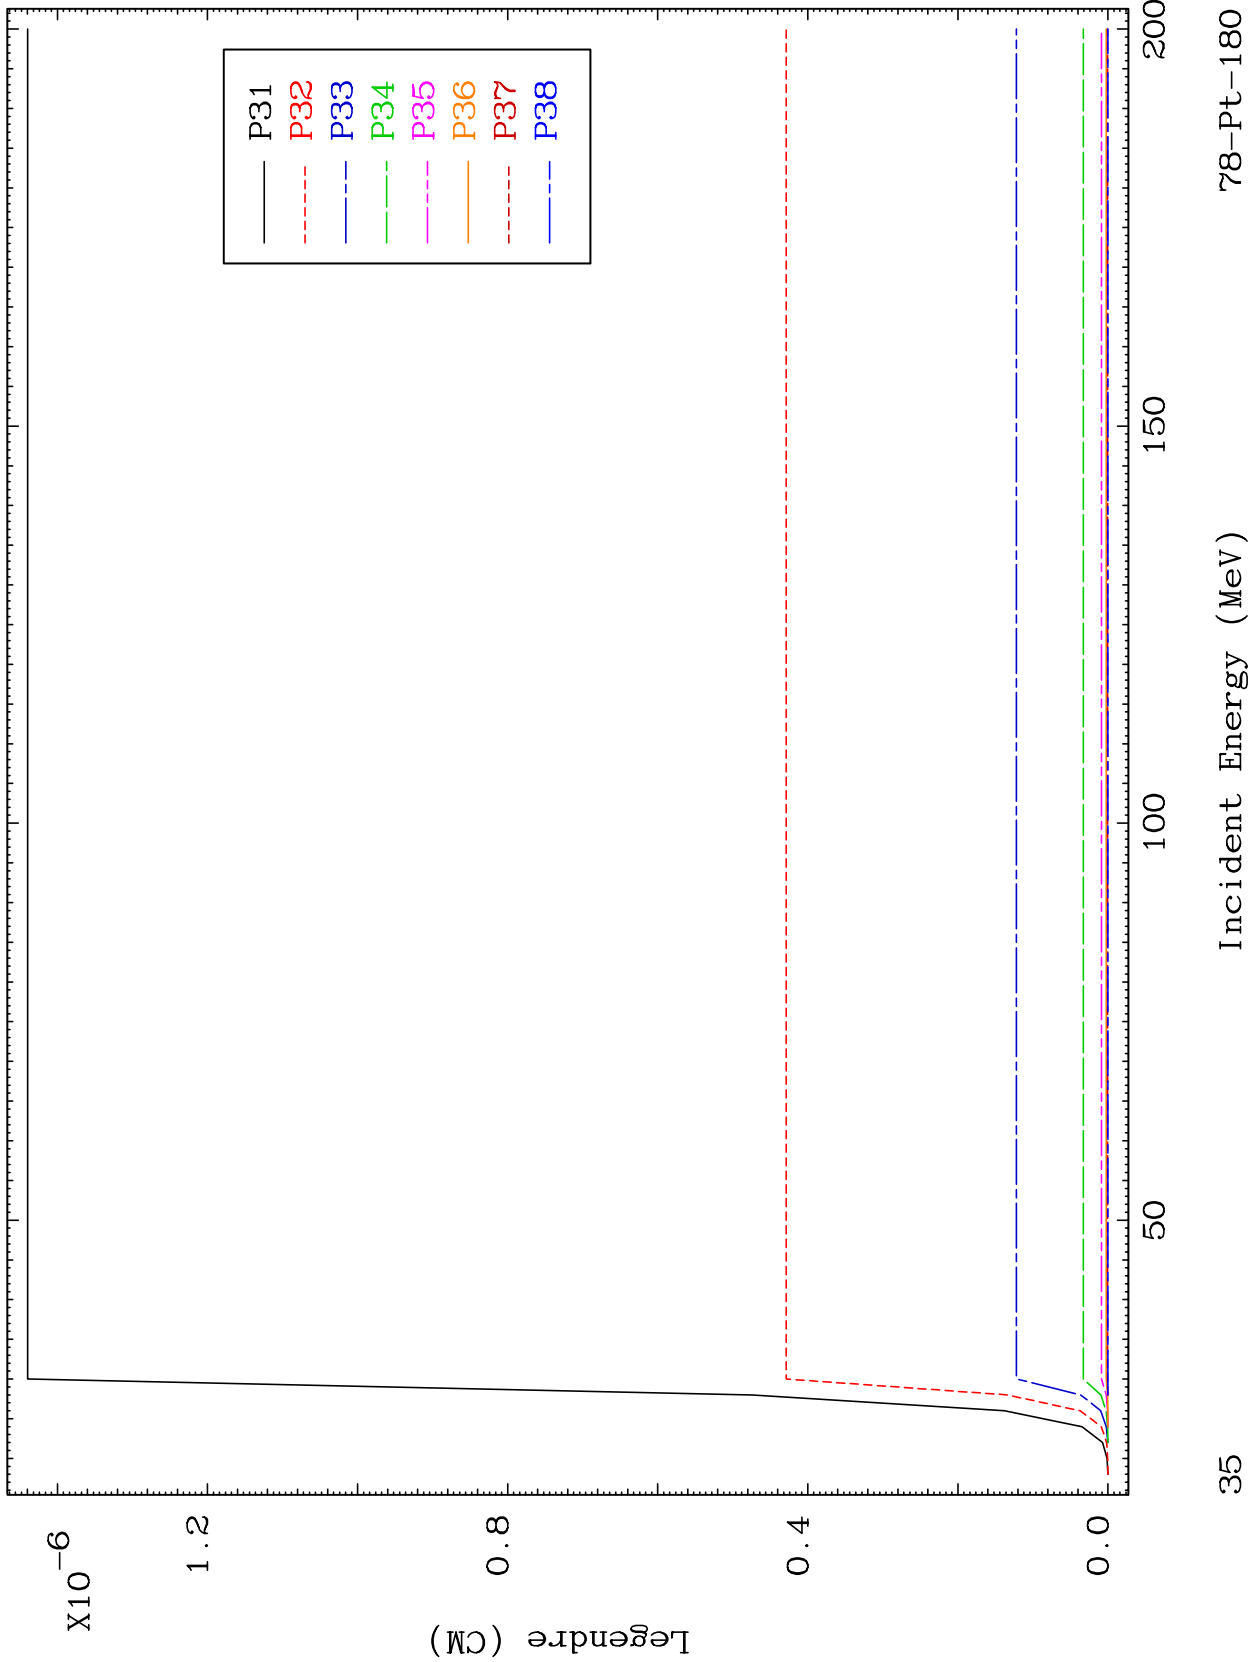 X10-6
1.2
0.8
0.4
0.0
Legendre (CM)
P31
P32
P33
P34
P35
P36
P37
P38
50
100
150
200
Incident Energy (MeV)
35
78-Pt-180